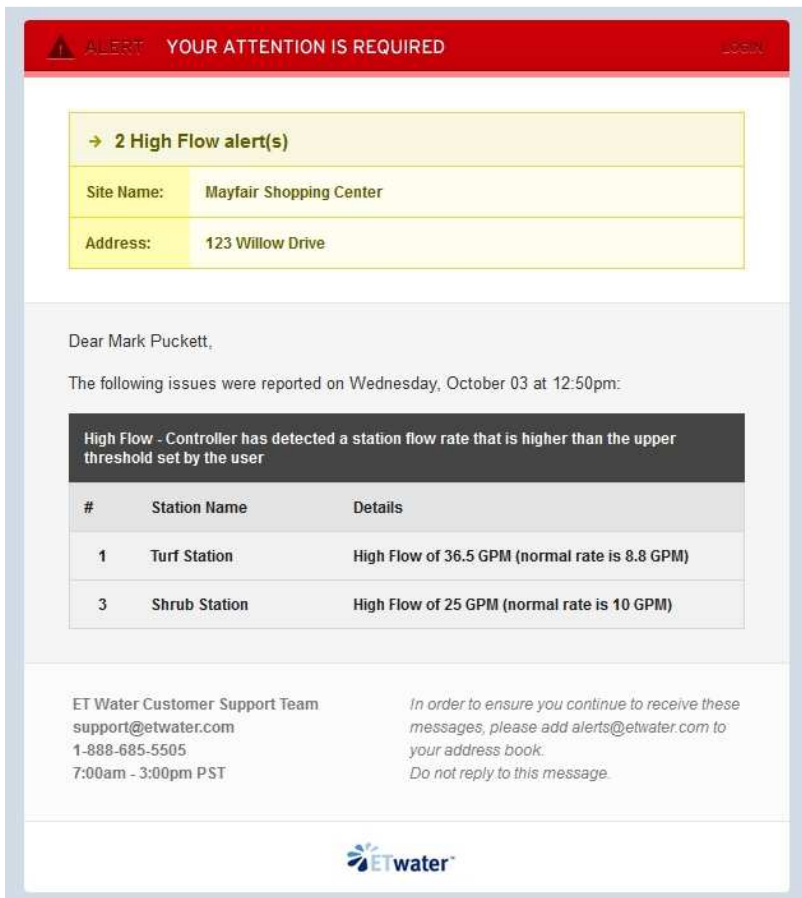 ALERT YOUR ATTENTION IS REQUIRED LOGIN
→ 2 High Flow alert(s)
Site Name: Mayfair Shopping Center
Address: 123 Willow Drive
Dear Mark Puckett,
The following issues were reported on Wednesday, October 03 at 12:50pm:
High Flow - Controller has detected a station flow rate that is higher than the upper
threshold set by the user
# Station Name Details
1 Turf Station High Flow of 36.5 GPM (normal rate is 8.8 GPM)
3 Shrub Station High Flow of 25 GPM (normal rate is 10 GPM)
ET Water Customer Support Team
support@etwater.com
1-888-685-5505
7:00am - 3:00pm PST
In order to ensure you continue to receive these
messages, please add alerts@etwater.com to
your address book.
Do not reply to this message.
ETwater